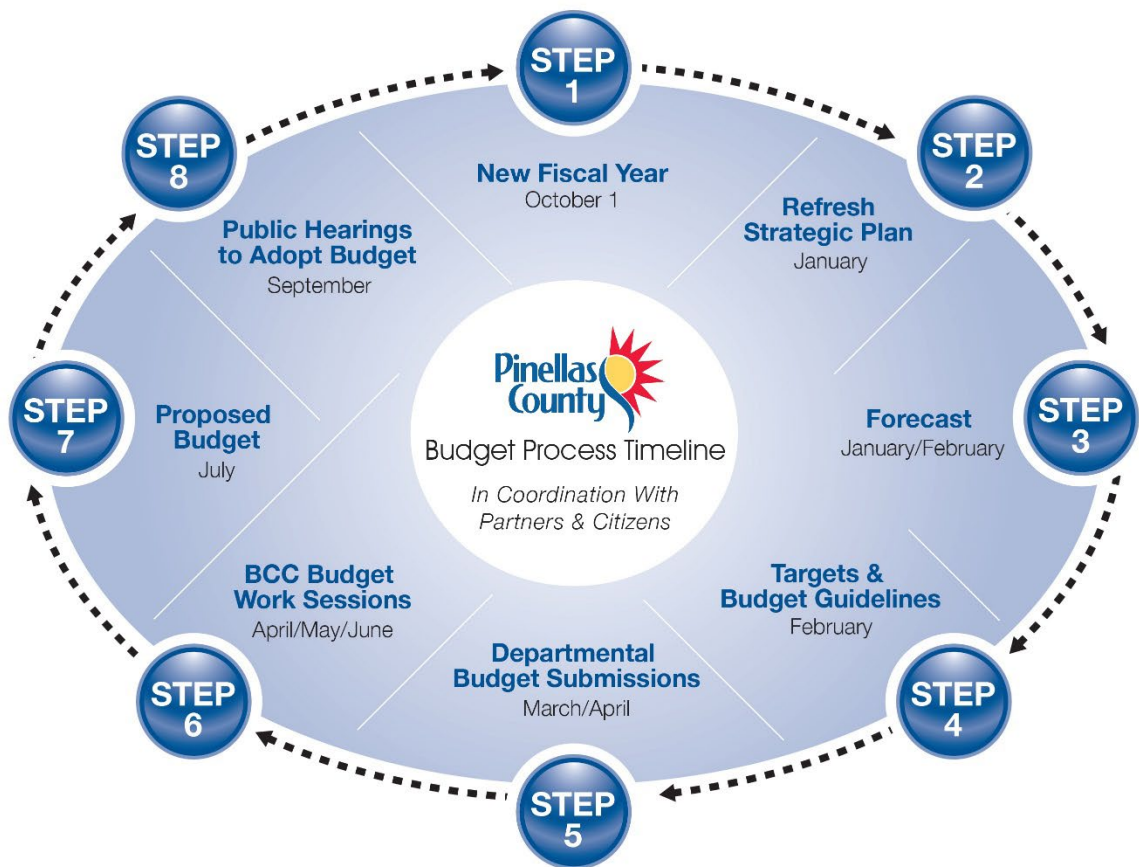 STEP
1
New Fiscal Year
October 1
STEP
2
Refresh
Strategic Plan
January
STEP
3
Forecast
January/February
STEP
4
Targets &
Budget Guidelines
February
STEP
5
Departmental
Budget Submissions
March/April
STEP
6
BCC Budget
Work Sessions
April/May/June
STEP
7
Proposed
Budget
July
STEP
8
Public Hearings
to Adopt Budget
September
Pinellas
County
Budget Process Timeline
In Coordination With
Partners & Citizens